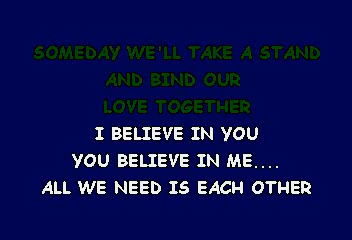 SOMEDAY WE'LL TAKE A STAND
AND BIND OUR
LOVE TOGETHER
I BELIEVE IN YOU
YOU BELIEVE IN ME....
ALL WE NEED IS EACH OTHER